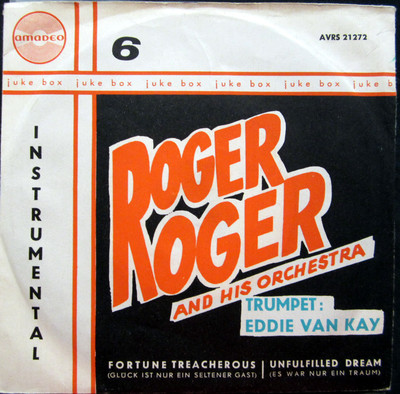 amadeo
6
AVRS 21272
juke box juke box juke box juke box juke box juke box
INSTRUMENTAL
ROGER
ROGER
AND HIS ORCHESTRA
TRUMPET:
EDDIE VAN KAY
FORTUNE TREACHEROUS | UNFULFILLED DREAM
(GLÜCK IST NUR EIN SELTENER GAST) | (ES WAR NUR EIN TRAUM)